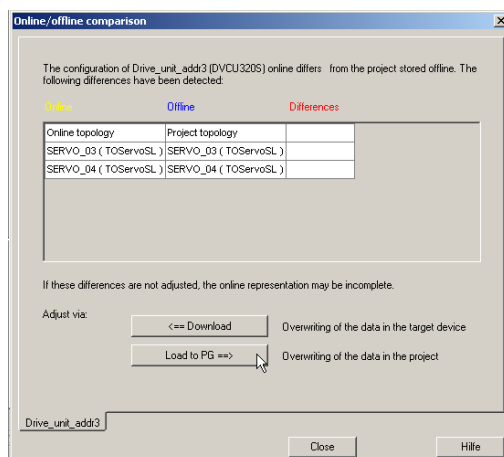 Online/offline comparison
The configuration of Drive_unit_addr3 (DVCU320S) online differs from the project stored offline. The
following differences have been detected:
Online Offline Differences
Online topology Project topology
SERVO_03 ( TOServoSL ) SERVO_03 ( TOServoSL )
SERVO_04 ( TOServoSL ) SERVO_04 ( TOServoSL )
If these differences are not adjusted, the online representation may be incomplete.
Adjust via:
<== Download Overwriting of the data in the target device
Load to PG ==> Overwriting of the data in the project
Drive_unit_addr3
Close Hilfe